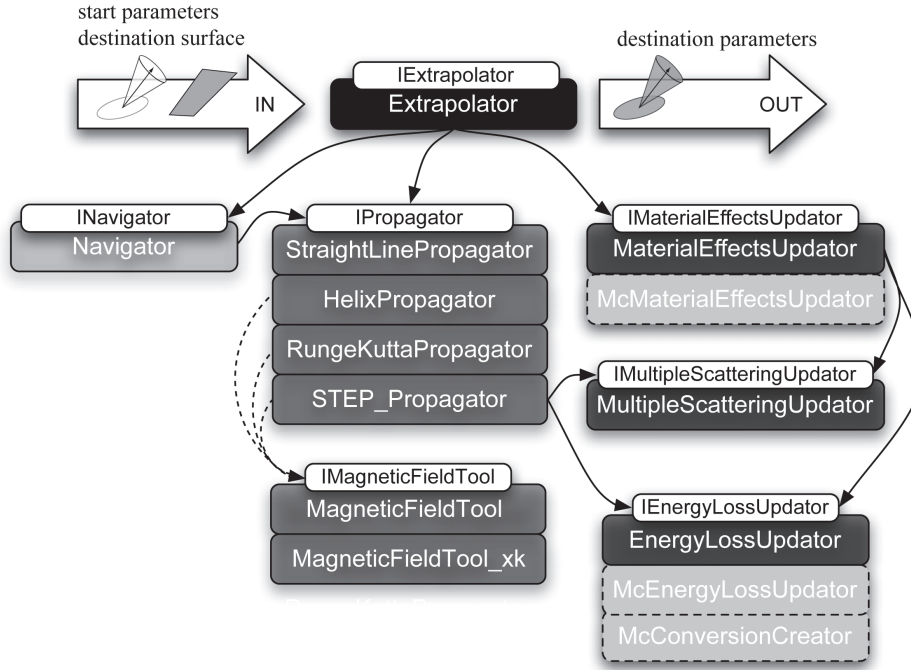 start parameters
destination surface
destination parameters
IExtrapolator
Extrapolator
IN
OUT
INavigator
Navigator
IPropagator
StraightLinePropagator
HelixPropagator
RungeKuttaPropagator
STEP_Propagator
IMaterialEffectsUpdator
MaterialEffectsUpdator
McMaterialEffectsUpdator
IMultipleScatteringUpdator
MultipleScatteringUpdator
IMagneticFieldTool
MagneticFieldTool
MagneticFieldTool_xk
IEnergyLossUpdator
EnergyLossUpdator
McEnergyLossUpdator
McConversionCreator